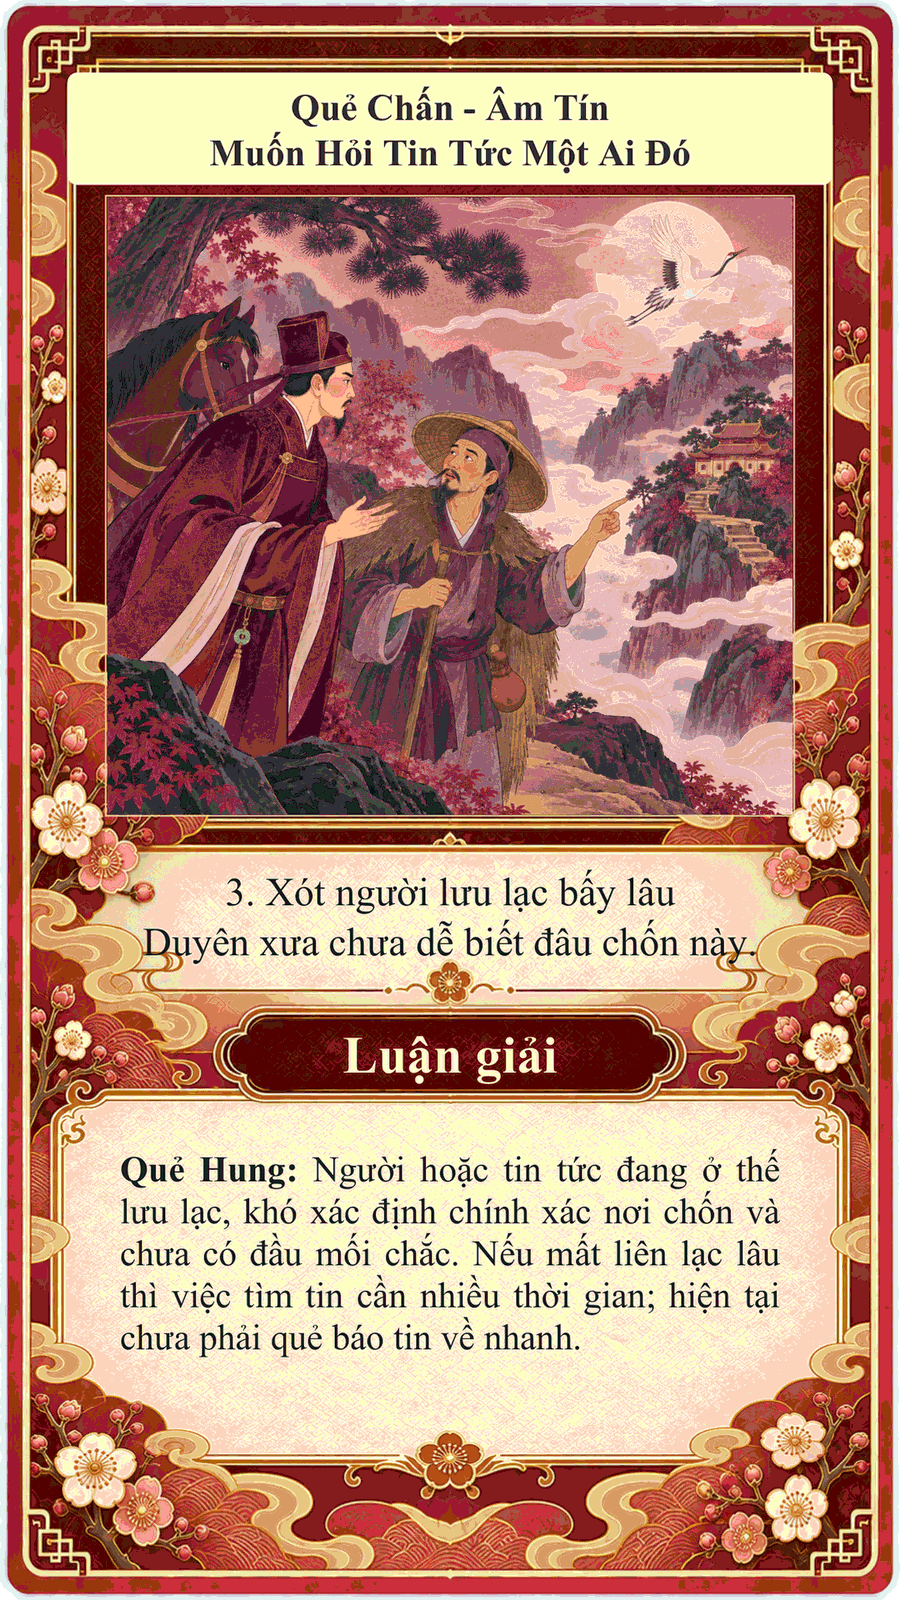 Quẻ Chấn - Âm Tín
Muốn Hỏi Tin Tức Một Ai Đó
3. Xót người lưu lạc bấy lâu
Duyên xưa chưa dễ biết đâu chốn này.
Luận giải
Quẻ Hung: Người hoặc tin tức đang ở thế
lưu lạc, khó xác định chính xác nơi chốn và
chưa có đầu mối chắc. Nếu mất liên lạc lâu
thì việc tìm tin cần nhiều thời gian; hiện tại
chưa phải quẻ báo tin về nhanh.